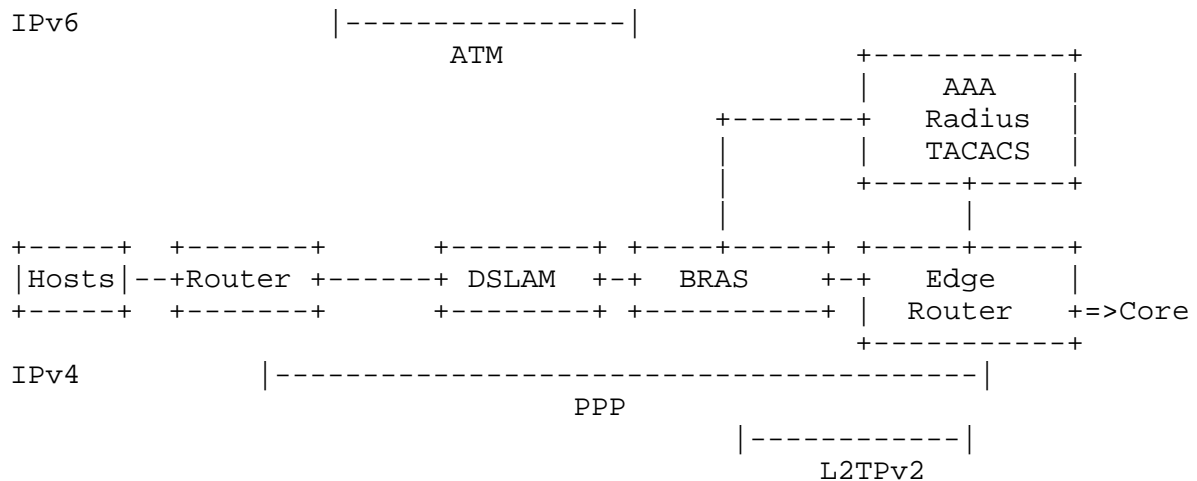 IPv6 |----------------|
ATM +-----------+
| AAA |
+-------+ Radius |
| | TACACS |
| +-----+-----+
| |
+-----+ +-------+ +--------+ +----+-----+ +-----+-----+
|Hosts|--+Router +------+ DSLAM +-+ BRAS +-+ Edge |
+-----+ +-------+ +--------+ +----------+ | Router +=>Core
+-----------+
IPv4 |------------------------------------------------|
PPP
|------------|
L2TPv2